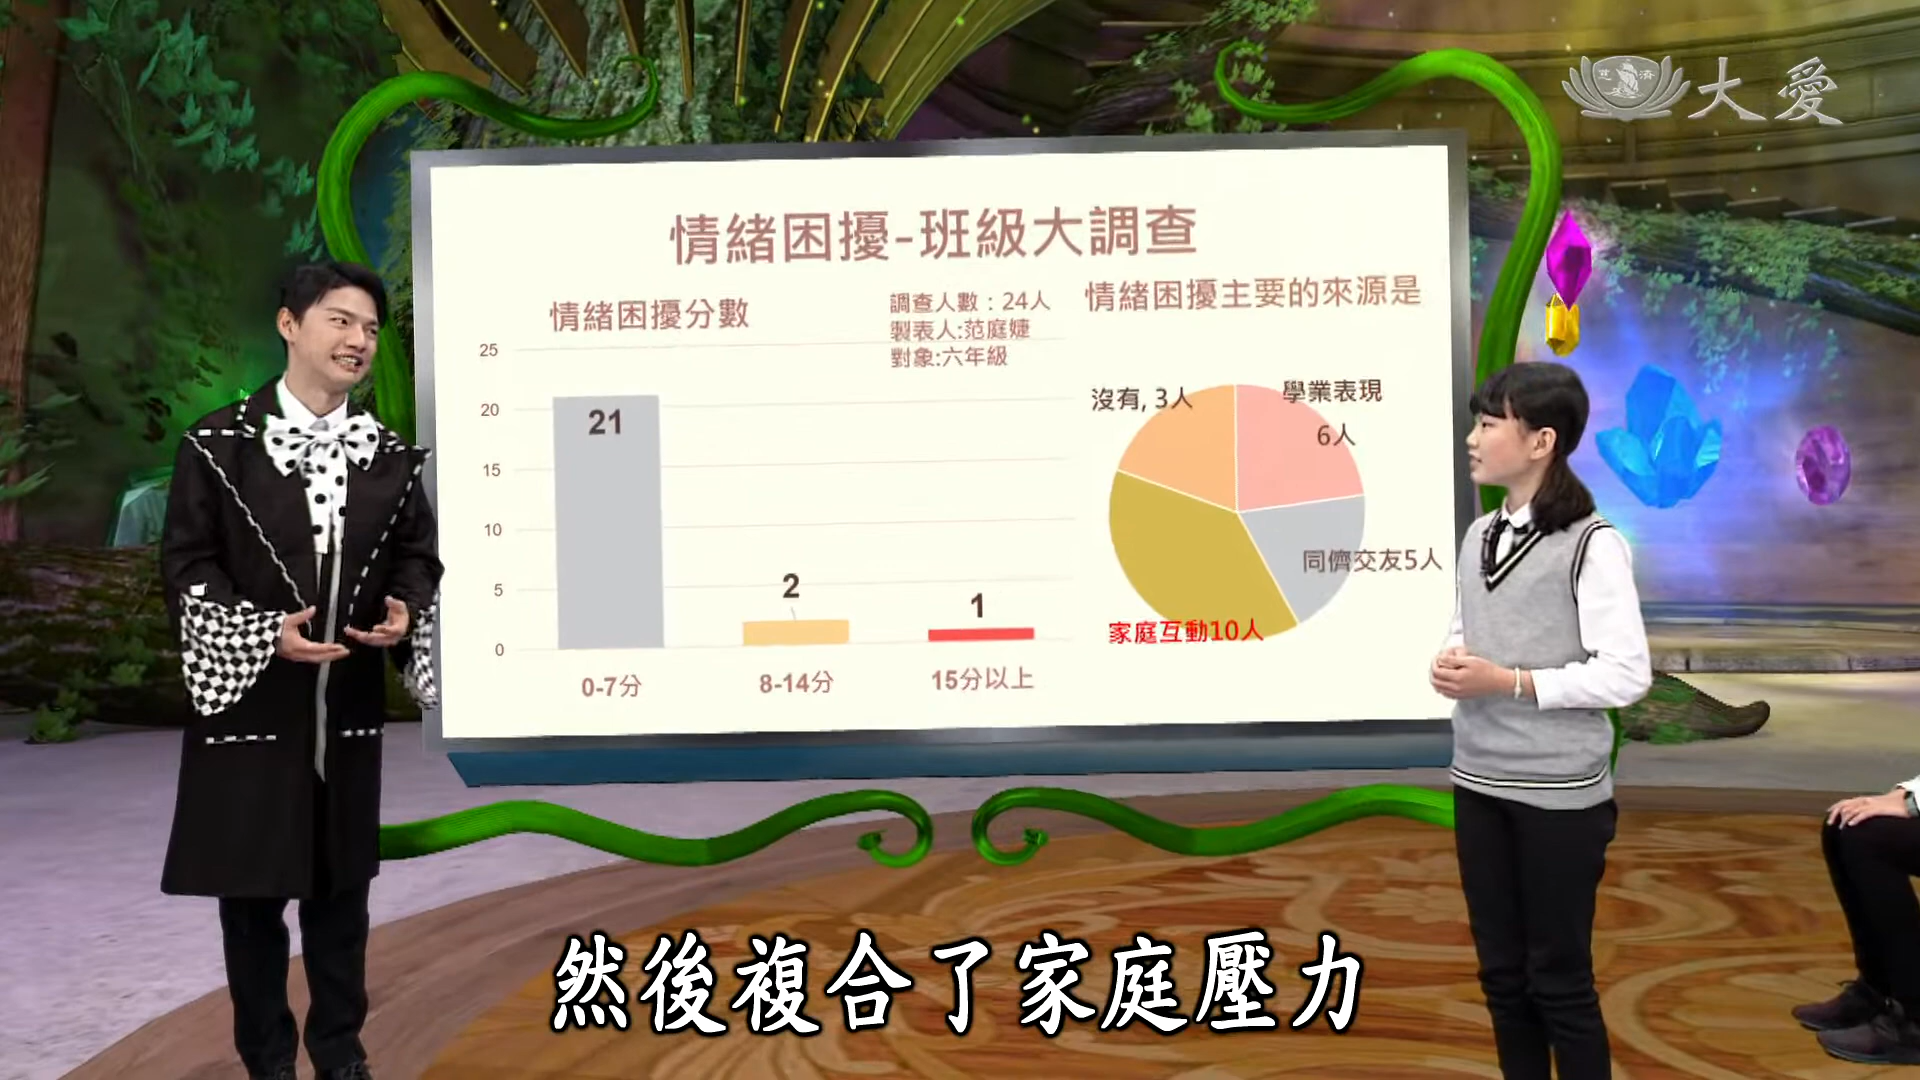 慈濟
大愛
情緒困擾-班級大調查
情緒困擾分數
調查人數：24人
製表人:范庭婕
對象:六年級
情緒困擾主要的來源是
25
20
15
10
5
0
21
2
1
0-7分
8-14分
15分以上
沒有, 3人
學業表現
6人
同儕交友5人
家庭互動10人
然後複合了家庭壓力